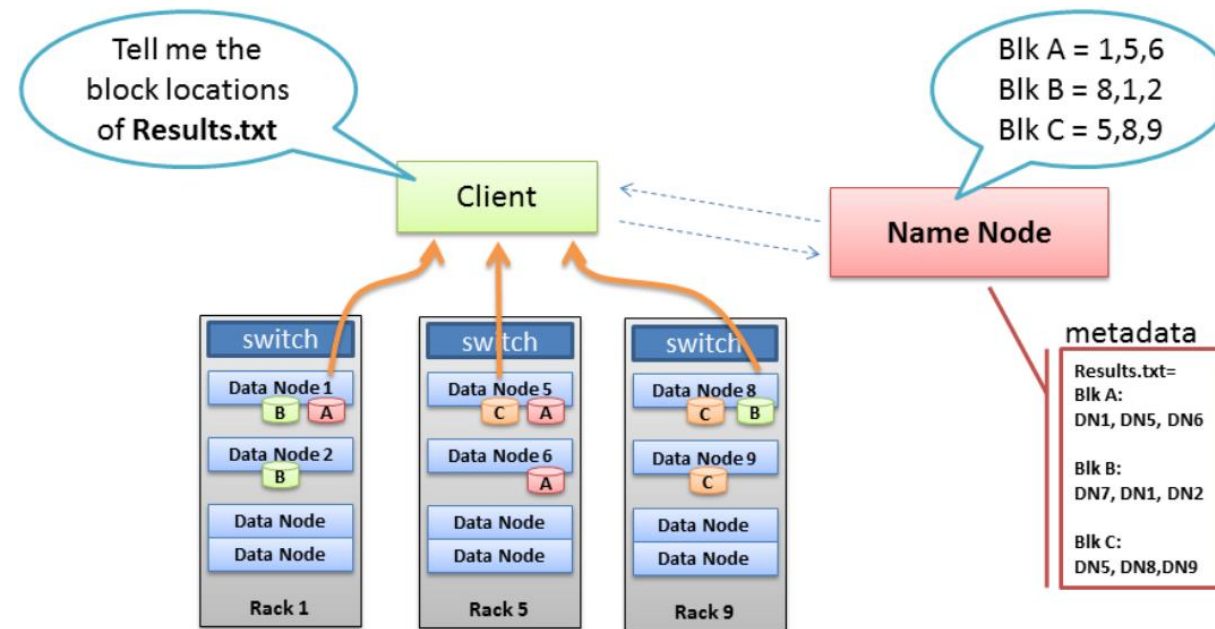 Tell me the
block locations
of Results.txt
Blk A = 1,5,6
Blk B = 8,1,2
Blk C = 5,8,9
Client
Name Node
switch
Data Node 1
B A
Data Node 2
B
Data Node
Data Node
Rack 1
switch
Data Node 5
C A
Data Node 6
A
Data Node
Data Node
Rack 5
switch
Data Node 8
C B
Data Node 9
C
Data Node
Data Node
Rack 9
metadata
Results.txt=
Blk A:
DN1, DN5, DN6
Blk B:
DN7, DN1, DN2
Blk C:
DN5, DN8,DN9